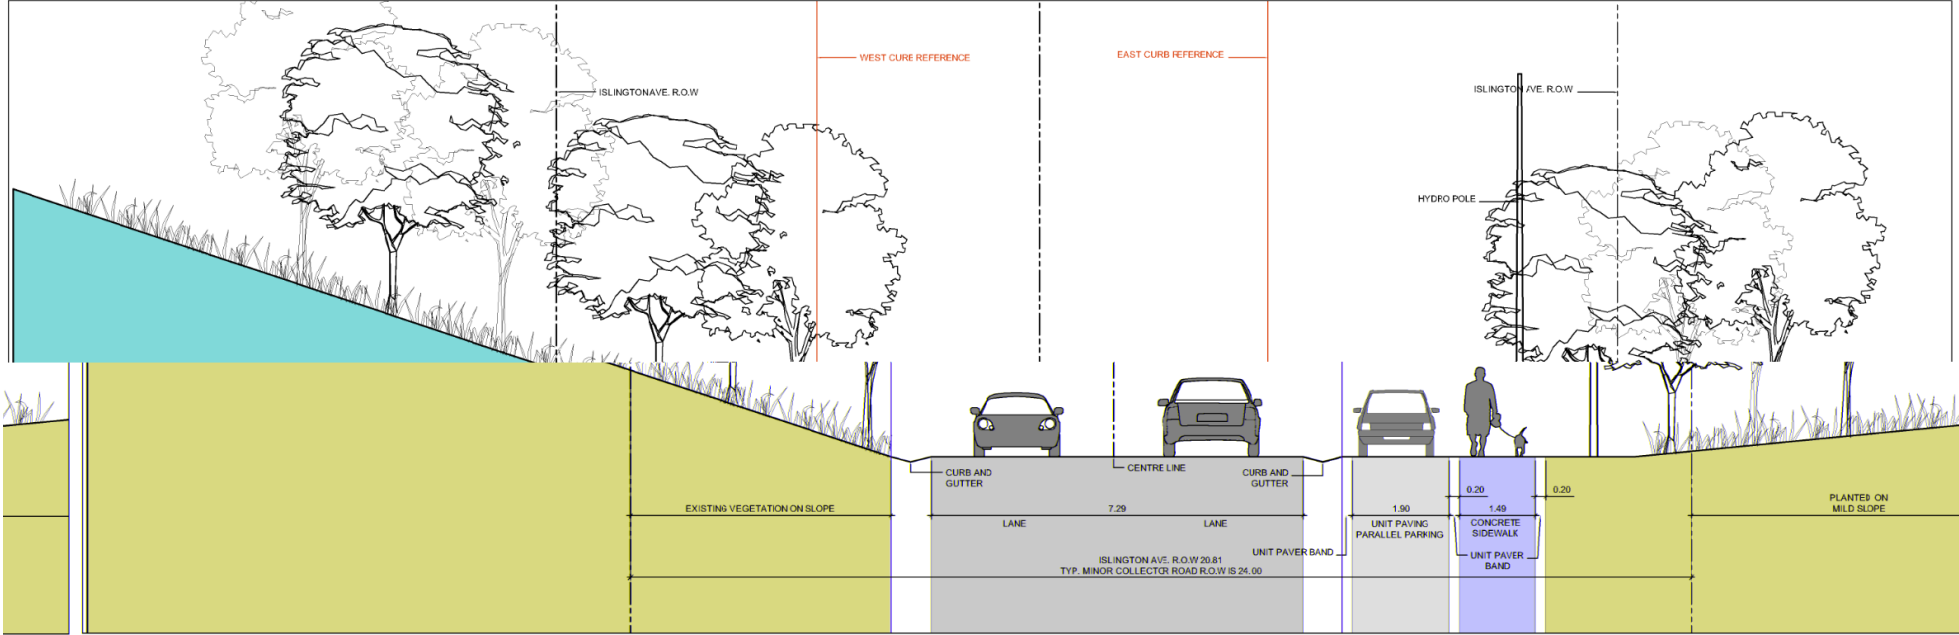 WEST CURE REFERENCE
EAST CURB REFERENCE
ISLINGTONAVE. R.O.W
ISLINGTON AVE. R.O.W
HYDRO POLE
CURB AND
GUTTER
CENTRE LINE
CURB AND
GUTTER
0.20
0.20
EXISTING VEGETATION ON SLOPE
7.29
1.90
1.49
PLANTED ON
MILD SLOPE
LANE
LANE
UNIT PAVING
PARALLEL PARKING
CONCRETE
SIDEWALK
UNIT PAVER BAND
UNIT PAVER
BAND
ISLINGTON AVE. R.O.W 20.81
TYP. MINOR COLLECTOR ROAD R.O.W IS 24.00